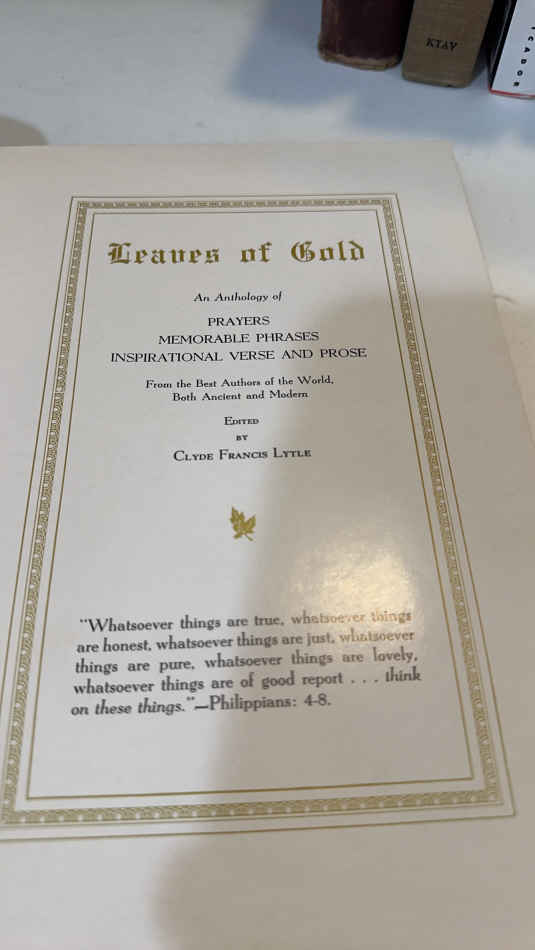 KTAV
PICADOR
Leaves of Gold
An Anthology of
PRAYERS
MEMORABLE PHRASES
INSPIRATIONAL VERSE AND PROSE
From the Best Authors of the World,
Both Ancient and Modern
EDITED
BY
CLYDE FRANCIS LYTLE
"Whatsoever things are true, whatsoever things
are honest, whatsoever things are just, whatsoever
things are pure, whatsoever things are lovely,
whatsoever things are of good report . . . think
on these things."—Philippians: 4-8.